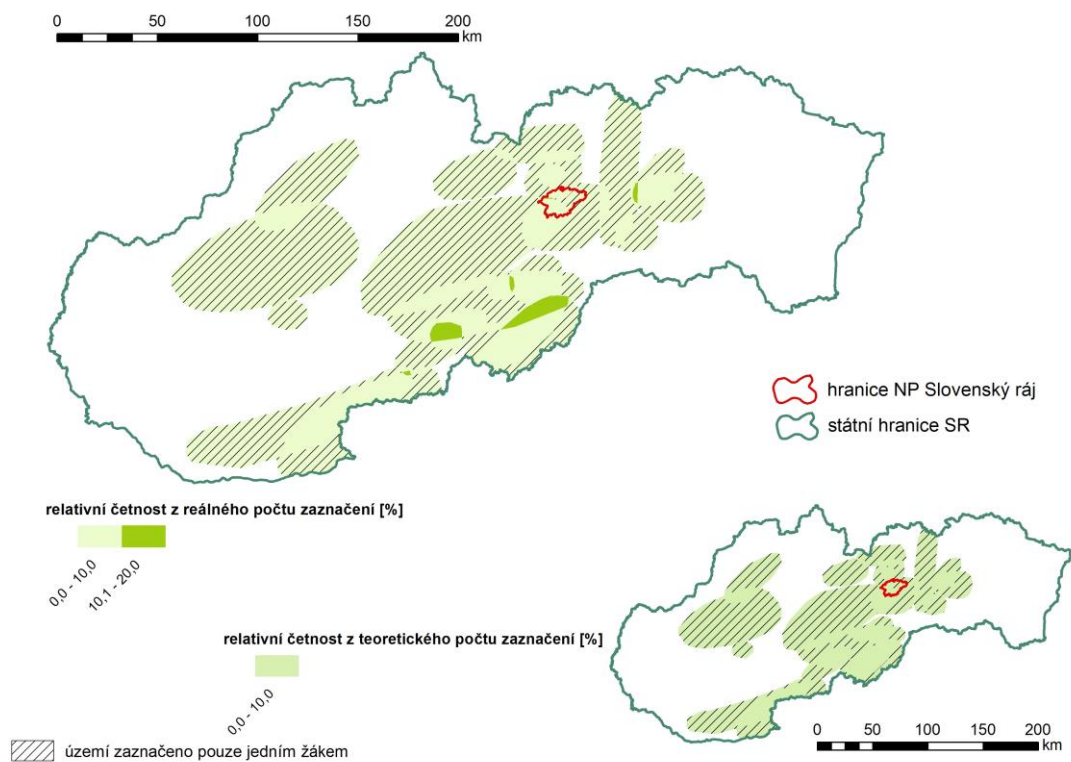 0 50 100 150 200
km
hranice NP Slovenský ráj
státní hranice SR
relativní četnost z reálného počtu zaznačení [%]
0,0 - 10,0
10,1 - 20,0
relativní četnost z teoretického počtu zaznačení [%]
0,0 - 10,0
území zaznačeno pouze jedním žákem
0 50 100 150 200
km